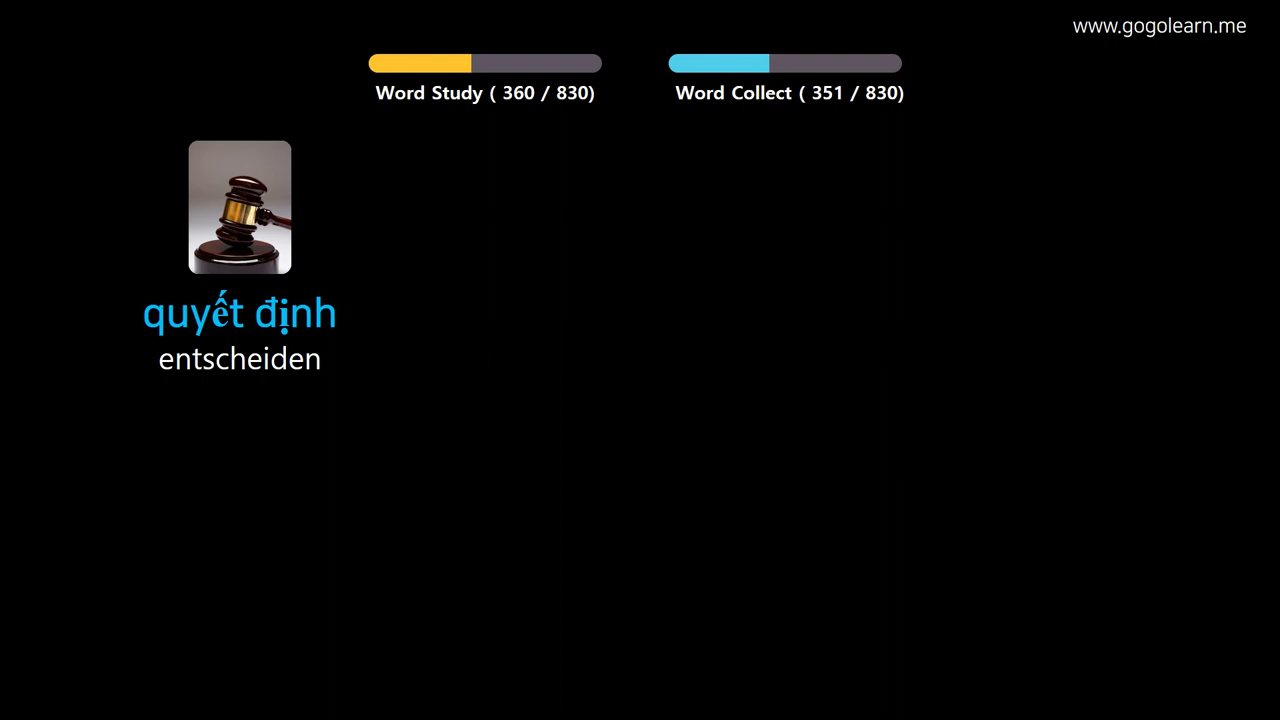 www.gogolearn.me
Word Study ( 360 / 830)
Word Collect ( 351 / 830)
quyết định
entscheiden